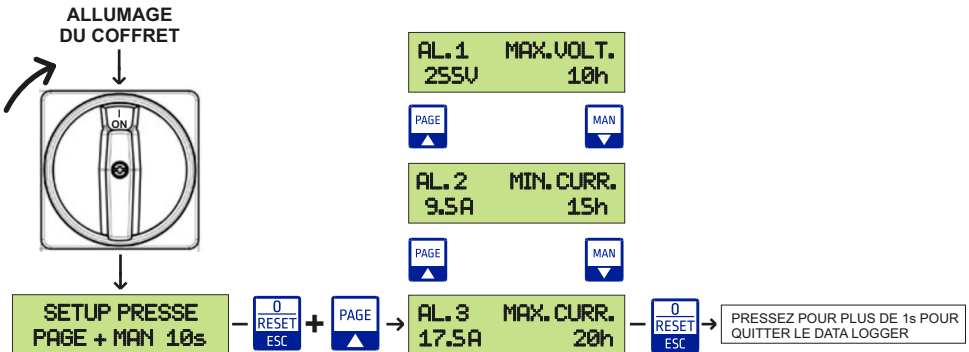 ALLUMAGE
DU COFFRET
I
ON
AL.1 MAX.VOLT.
255V 10h
PAGE
MAN
AL.2 MIN.CURR.
9.5A 15h
PAGE
MAN
SETUP PRESSE
PAGE + MAN 10s
0
RESET
ESC
+
PAGE
AL.3 MAX.CURR.
17.5A 20h
0
RESET
ESC
PRESSEZ POUR PLUS DE 1s POUR
QUITTER LE DATA LOGGER